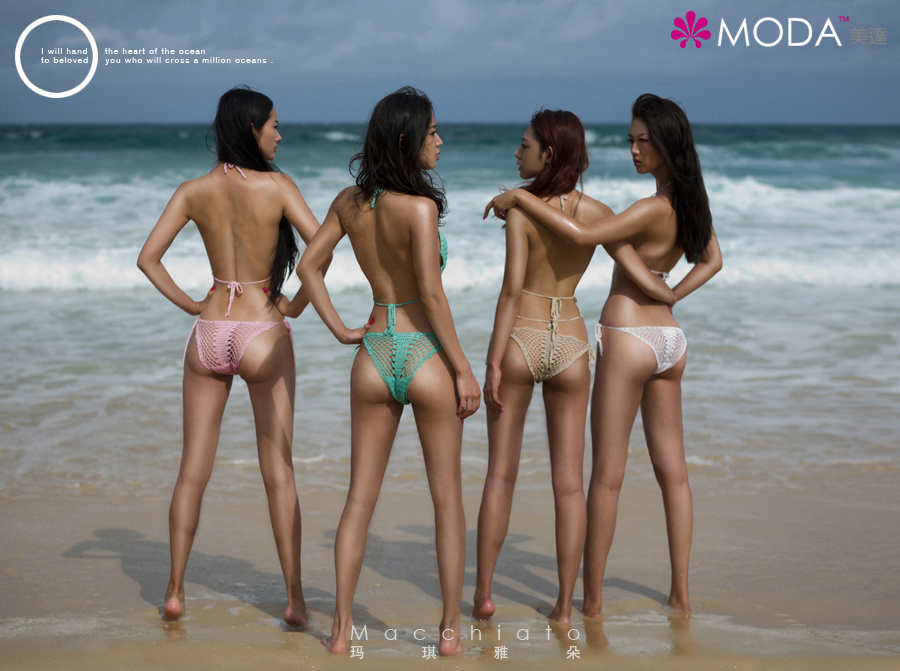 I will hand the heart of the ocean
to beloved you who will cross a million oceans .
MODA™ 美達
Macchiato
玛琪雅朵